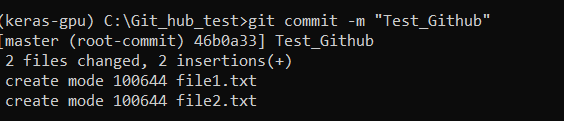 (keras-gpu) C:\Git_hub_test>git commit -m "Test_Github"
[master (root-commit) 46b0a33] Test_Github
 2 files changed, 2 insertions(+)
 create mode 100644 file1.txt
 create mode 100644 file2.txt